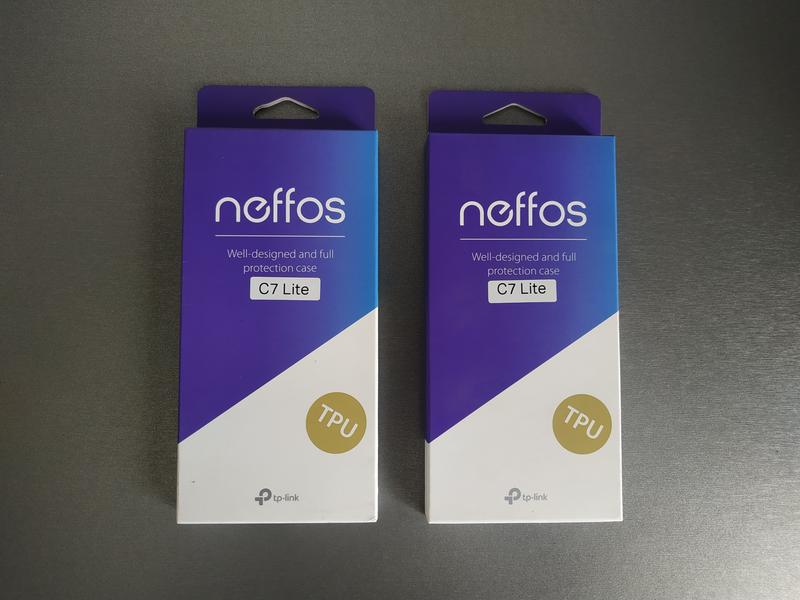 neffos
Well-designed and full
protection case
C7 Lite
TPU
tp-link
neffos
Well-designed and full
protection case
C7 Lite
TPU
tp-link